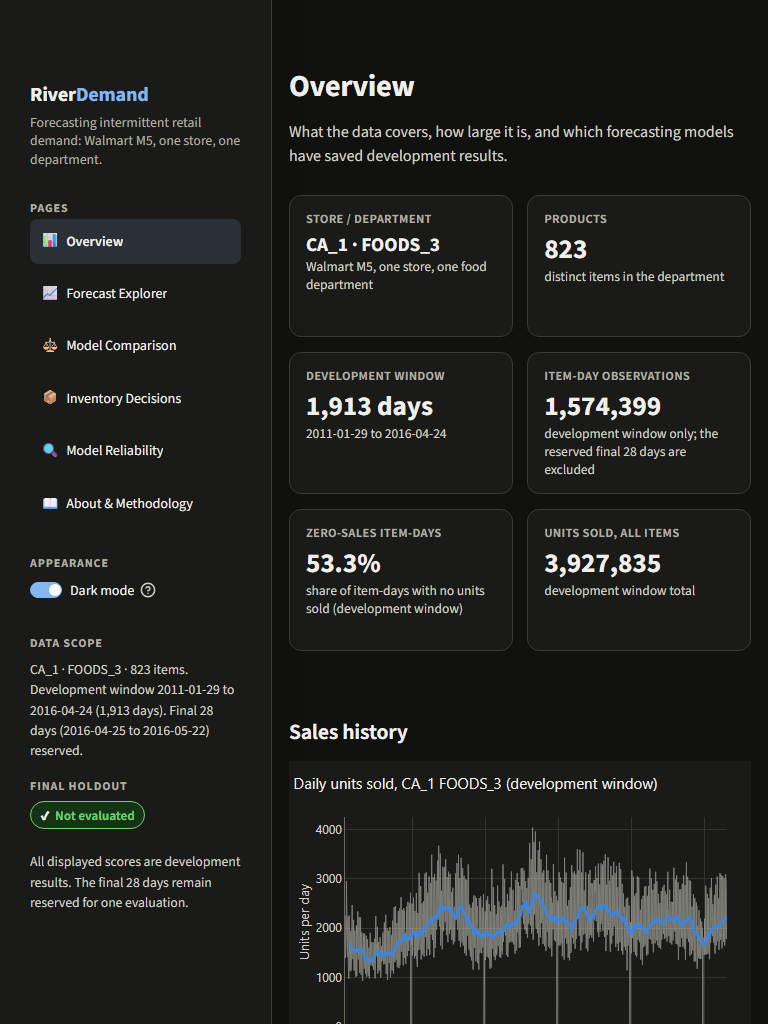 RiverDemand
Forecasting intermittent retail
demand: Walmart M5, one store, one
department.
PAGES
Overview
Forecast Explorer
Model Comparison
Inventory Decisions
Model Reliability
About & Methodology
APPEARANCE
Dark mode
DATA SCOPE
CA_1 · FOODS_3 · 823 items.
Development window 2011-01-29 to
2016-04-24 (1,913 days). Final 28
days (2016-04-25 to 2016-05-22)
reserved.
FINAL HOLDOUT
✔ Not evaluated
All displayed scores are development
results. The final 28 days remain
reserved for one evaluation.
Overview
What the data covers, how large it is, and which forecasting models
have saved development results.
STORE / DEPARTMENT
CA_1 · FOODS_3
Walmart M5, one store, one food
department
PRODUCTS
823
distinct items in the department
DEVELOPMENT WINDOW
1,913 days
2011-01-29 to 2016-04-24
ITEM-DAY OBSERVATIONS
1,574,399
development window only; the
reserved final 28 days are
excluded
ZERO-SALES ITEM-DAYS
53.3%
share of item-days with no units
sold (development window)
UNITS SOLD, ALL ITEMS
3,927,835
development window total
Sales history
Daily units sold, CA_1 FOODS_3 (development window)
Units per day
4000
3000
2000
1000